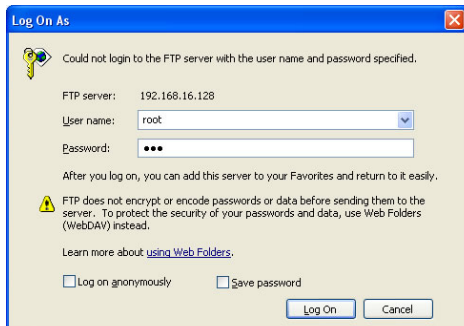 Log On As
Could not login to the FTP server with the user name and password specified.
FTP server: 192.168.16.128
User name: root
Password: •••
After you log on, you can add this server to your Favorites and return to it easily.
FTP does not encrypt or encode passwords or data before sending them to the
server. To protect the security of your passwords and data, use Web Folders
(WebDAV) instead.
Learn more about using Web Folders.
Log on anonymously Save password
Log On Cancel